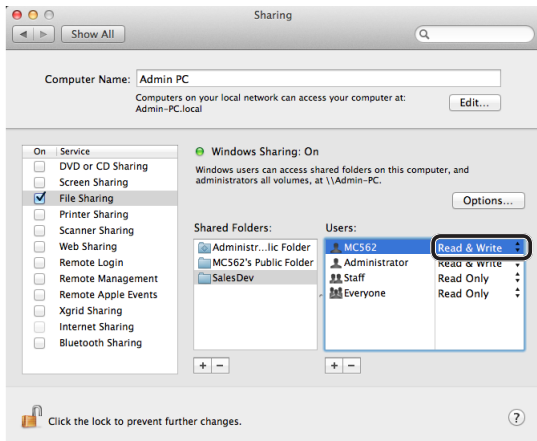 Sharing
Show All
Computer Name: Admin PC
Computers on your local network can access your computer at:
Admin-PC.local
Edit...
On Service
DVD or CD Sharing
Screen Sharing
File Sharing
Printer Sharing
Scanner Sharing
Web Sharing
Remote Login
Remote Management
Remote Apple Events
Xgrid Sharing
Internet Sharing
Bluetooth Sharing
Windows Sharing: On
Windows users can access shared folders on this computer, and
administrators all volumes, at \\Admin-PC.
Options...
Shared Folders:
Administr...lic Folder
MC562's Public Folder
SalesDev
+ −
Users:
MC562 Read & Write
Administrator Read & Write
Staff Read Only
Everyone Read Only
+ −
Click the lock to prevent further changes.
?